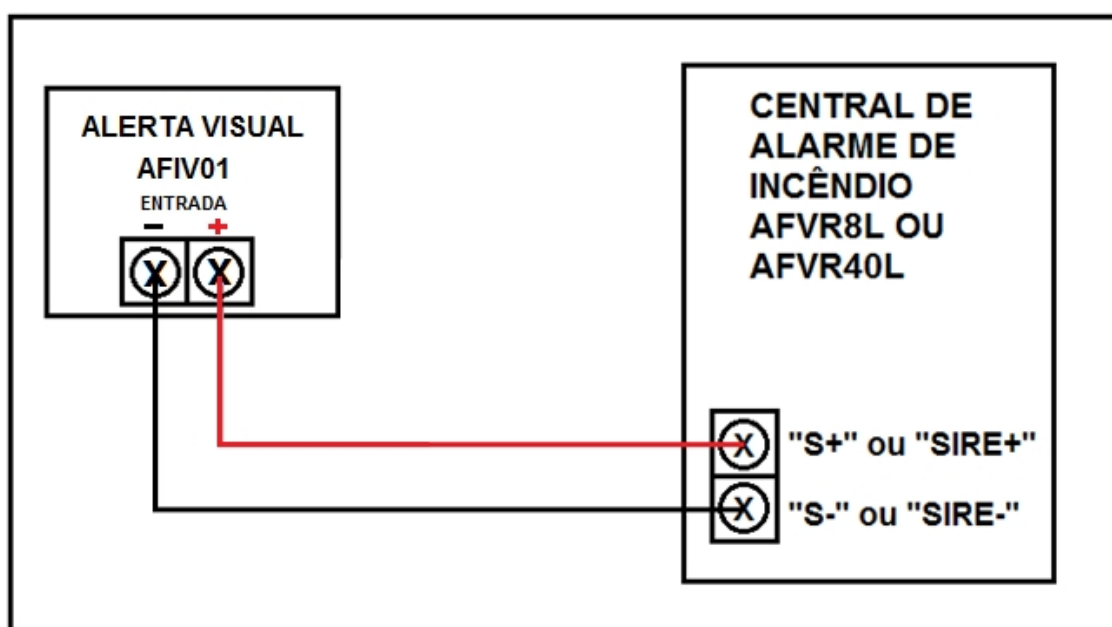 ALERTA VISUAL
AFIV01
ENTRADA
- +
X X
CENTRAL DE
ALARME DE
INCÊNDIO
AFVR8L OU
AFVR40L
X "S+" ou "SIRE+"
X "S-" ou "SIRE-"